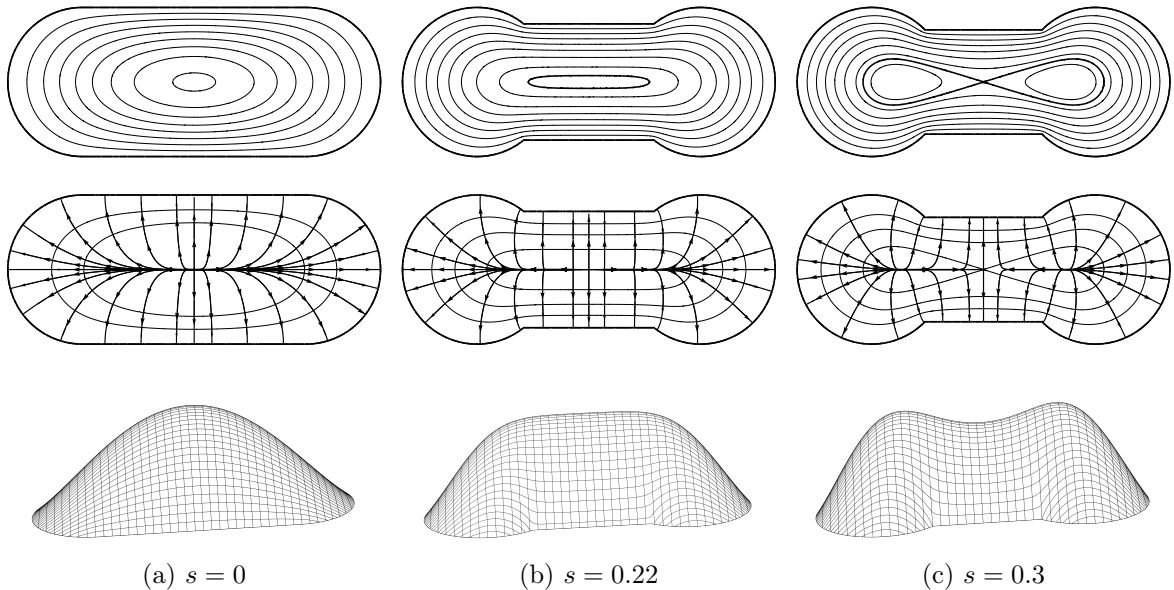 (a) s = 0
(b) s = 0.22
(c) s = 0.3